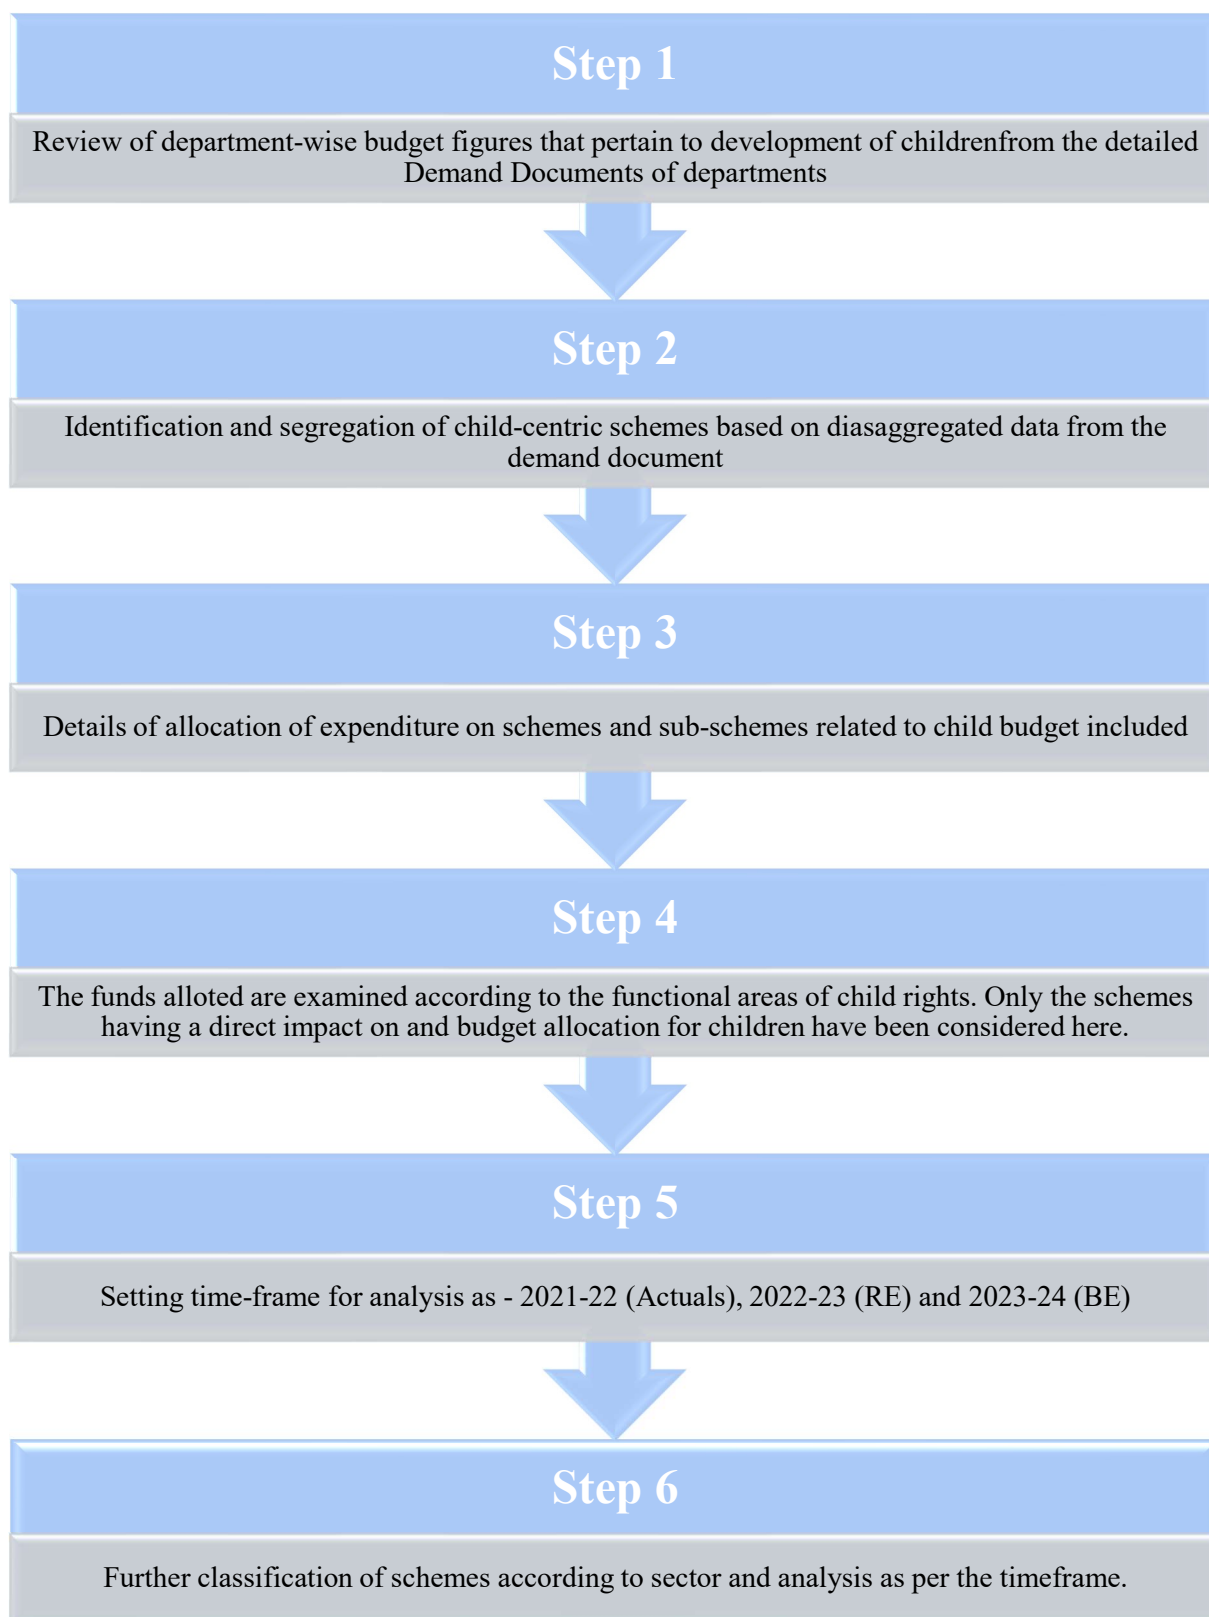 Step 1
Review of department-wise budget figures that pertain to development of childrenfrom the detailed
Demand Documents of departments
Step 2
Identification and segregation of child-centric schemes based on diasaggregated data from the
demand document
Step 3
Details of allocation of expenditure on schemes and sub-schemes related to child budget included
Step 4
The funds alloted are examined according to the functional areas of child rights. Only the schemes
having a direct impact on and budget allocation for children have been considered here.
Step 5
Setting time-frame for analysis as - 2021-22 (Actuals), 2022-23 (RE) and 2023-24 (BE)
Step 6
Further classification of schemes according to sector and analysis as per the timeframe.